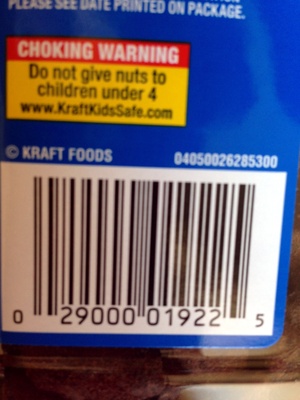 PLEASE SEE DATE PRINTED ON PACKAGE.
CHOKING WARNING
Do not give nuts to
children under 4
www.KraftKidsSafe.com
© KRAFT FOODS 04050026285300
0 29000 01922 5